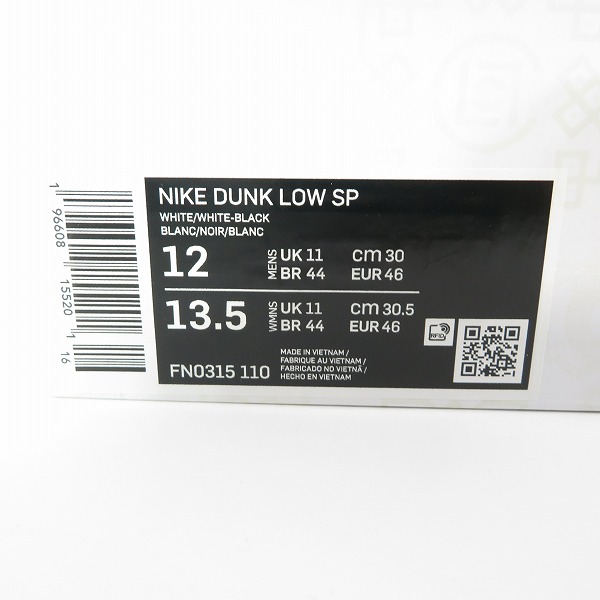 NIKE DUNK LOW SP
WHITE/WHITE-BLACK
BLANC/NOIR/BLANC
12 MENS UK 11 CM 30
BR 44 EUR 46
13.5 WMNS UK 11 CM 30.5
BR 44 EUR 46
FN0315 110
MADE IN VIETNAM /
FABRIQUE AU VIETNAM /
FABRICADO NO VIETNÃ /
HECHO EN VIETNAM
RFID
1 96608 15520 1 16